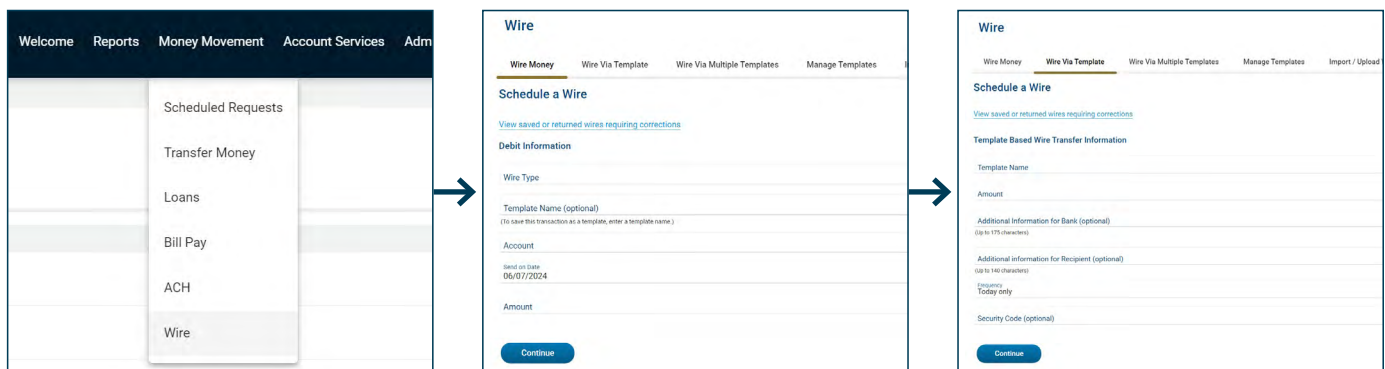 Welcome Reports Money Movement Account Services Adm
Scheduled Requests
Transfer Money
Loans
Bill Pay
ACH
Wire
Wire
Wire Money Wire Via Template Wire Via Multiple Templates Manage Templates
Schedule a Wire
View saved or returned wires requiring corrections
Debit Information
Wire Type
Template Name (optional)
(To save this transaction as a template, enter a template name.)
Account
Send on Date
06/07/2024
Amount
Continue
Wire
Wire Money Wire Via Template Wire Via Multiple Templates Manage Templates Import / Upload
Schedule a Wire
View saved or returned wires requiring corrections
Template Based Wire Transfer Information
Template Name
Amount
Additional Information for Bank (optional)
(Up to 175 characters)
Additional information for Recipient (optional)
(Up to 140 characters)
Frequency
Today only
Security Code (optional)
Continue